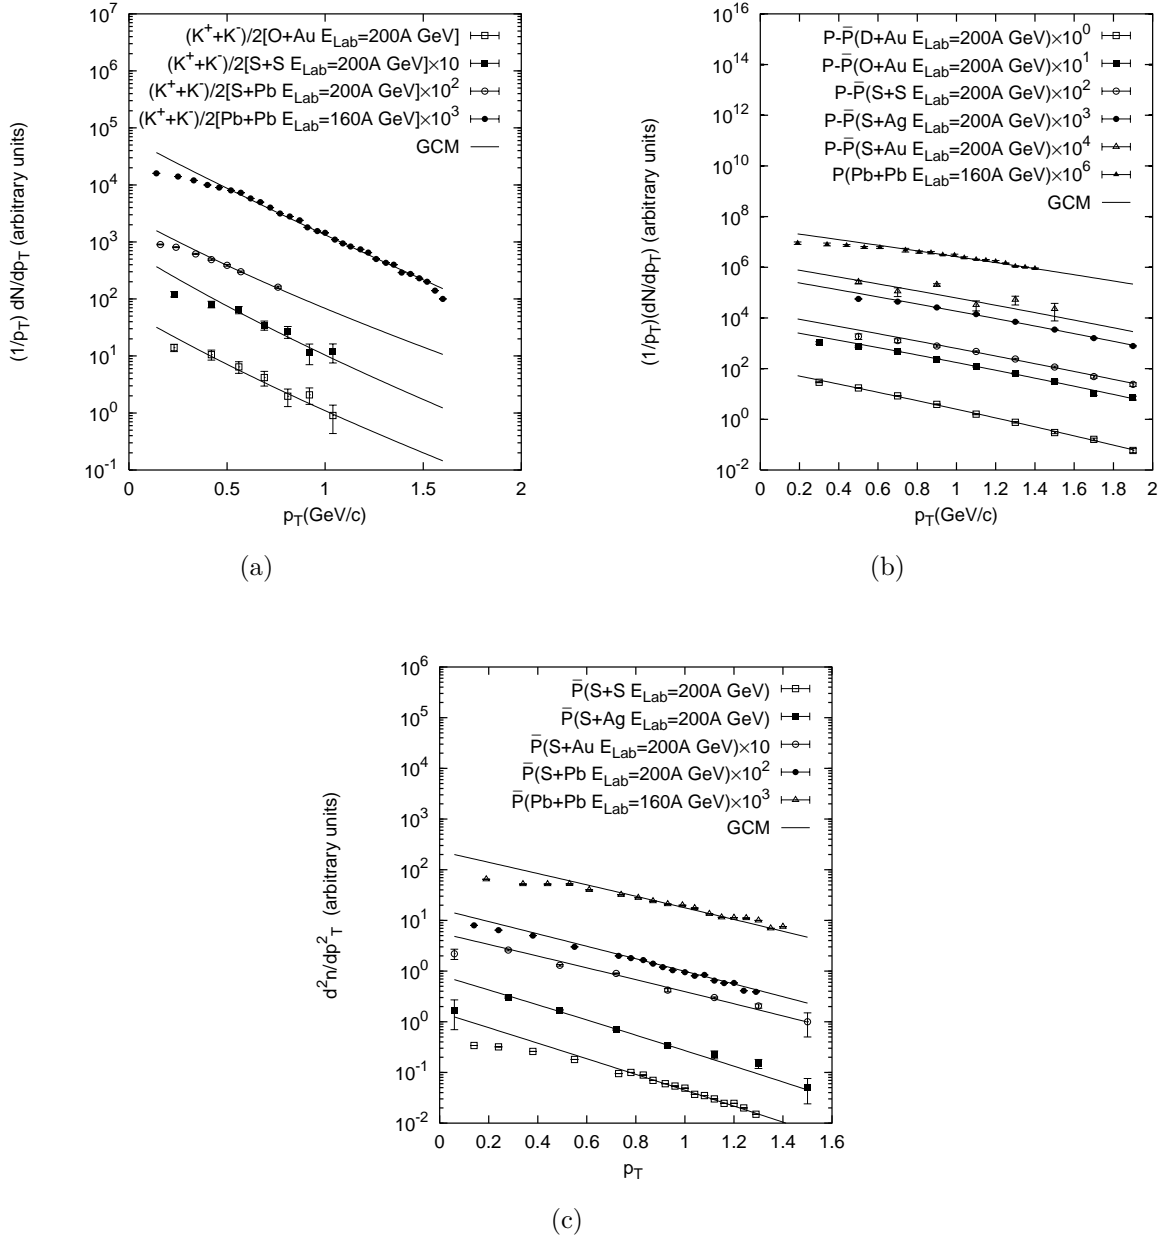 (1/p_T) dN/dp_T (arbitrary units)
10^7
10^6
10^5
10^4
10^3
10^2
10^1
10^0
10^-1
(K^+ +K^-)/2[O+Au E_Lab=200A GeV]
(K^+ +K^-)/2[S+S E_Lab=200A GeV]×10
(K^+ +K^-)/2[S+Pb E_Lab=200A GeV]×10^2
(K^+ +K^-)/2[Pb+Pb E_Lab=160A GeV]×10^3
GCM
0 0.5 1 1.5 2
p_T(GeV/c)
(a)
(1/p_T)(dN/dp_T) (arbitrary units)
10^16
10^14
10^12
10^10
10^8
10^6
10^4
10^2
10^0
10^-2
P-P̄(D+Au E_Lab=200A GeV)×10^0
P-P̄(O+Au E_Lab=200A GeV)×10^1
P-P̄(S+S E_Lab=200A GeV)×10^2
P-P̄(S+Ag E_Lab=200A GeV)×10^3
P-P̄(S+Au E_Lab=200A GeV)×10^4
P(Pb+Pb E_Lab=160A GeV)×10^6
GCM
0 0.2 0.4 0.6 0.8 1 1.2 1.4 1.6 1.8 2
p_T(GeV/c)
(b)
d^2n/dp^2_T (arbitrary units)
10^6
10^5
10^4
10^3
10^2
10^1
10^0
10^-1
10^-2
P̄(S+S E_Lab=200A GeV)
P̄(S+Ag E_Lab=200A GeV)
P̄(S+Au E_Lab=200A GeV)×10
P̄(S+Pb E_Lab=200A GeV)×10^2
P̄(Pb+Pb E_Lab=160A GeV)×10^3
GCM
0 0.2 0.4 0.6 0.8 1 1.2 1.4 1.6
p_T
(c)